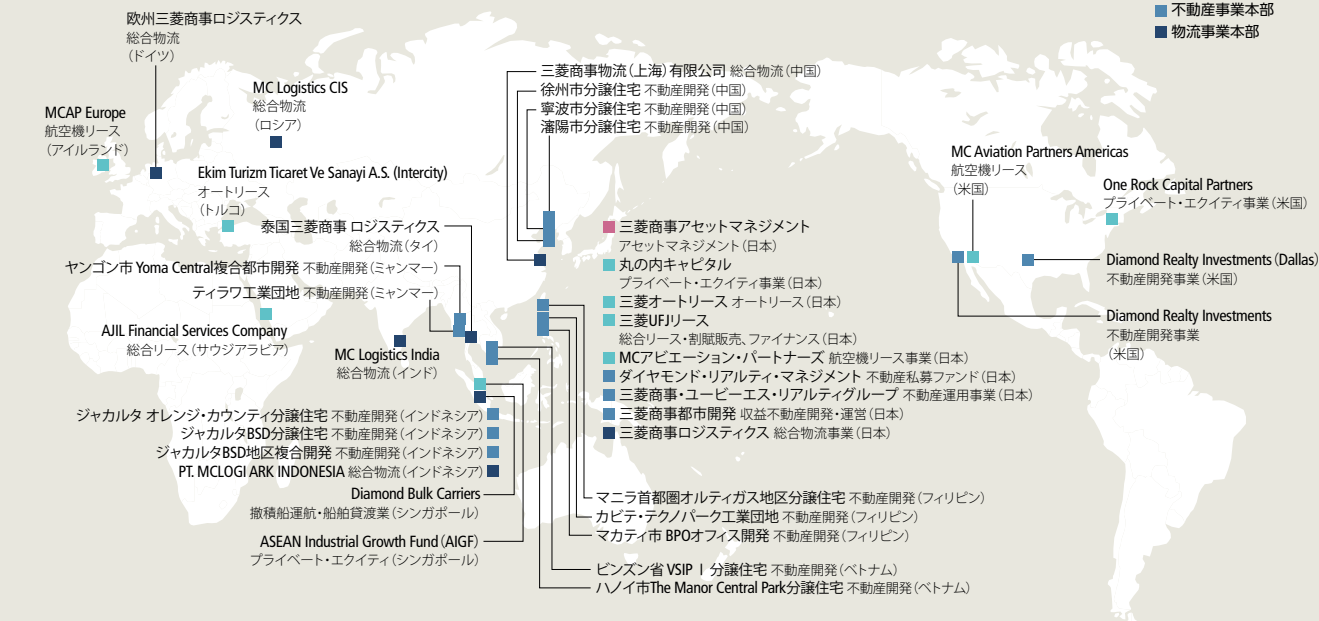 不動産事業本部
物流事業本部
欧州三菱商事ロジスティクス
総合物流
(ドイツ)
MC Logistics CIS
総合物流
(ロシア)
MCAP Europe
航空機リース
(アイルランド)
Ekim Turizm Ticaret Ve Sanayi A.S. (Intercity)
オートリース
(トルコ)
泰国三菱商事 ロジスティクス
総合物流(タイ)
ヤンゴン市 Yoma Central複合都市開発 不動産開発(ミャンマー)
ティラワ工業団地 不動産開発(ミャンマー)
AJIL Financial Services Company
総合リース(サウジアラビア)
MC Logistics India
総合物流(インド)
ジャカルタ オレンジ・カウンティ分譲住宅 不動産開発(インドネシア)
ジャカルタBSD分譲住宅 不動産開発(インドネシア)
ジャカルタBSD地区複合開発 不動産開発(インドネシア)
PT. MCLOGI ARK INDONESIA 総合物流(インドネシア)
Diamond Bulk Carriers
撤積船運航・船舶貸渡業(シンガポール)
ASEAN Industrial Growth Fund(AIGF)
プライベート・エクイティ(シンガポール)
三菱商事物流(上海)有限公司 総合物流(中国)
徐州市分譲住宅 不動産開発(中国)
寧波市分譲住宅 不動産開発(中国)
瀋陽市分譲住宅 不動産開発(中国)
三菱商事アセットマネジメント
アセットマネジメント(日本)
丸の内キャピタル
プライベート・エクイティ事業(日本)
三菱オートリース オートリース(日本)
三菱UFJリース
総合リース・割賦販売、ファイナンス(日本)
MCアビエーション・パートナーズ 航空機リース事業(日本)
ダイヤモンド・リアルティ・マネジメント 不動産私募ファンド(日本)
三菱商事・ユービーエス・リアルティグループ 不動産運用事業(日本)
三菱商事都市開発 収益不動産開発・運営(日本)
三菱商事ロジスティクス 総合物流事業(日本)
マニラ首都圏オルティガス地区分譲住宅 不動産開発(フィリピン)
カビテ・テクノパーク工業団地 不動産開発(フィリピン)
マカティ市 BPOオフィス開発 不動産開発(フィリピン)
ビンズン省 VSIP Ⅰ 分譲住宅 不動産開発(ベトナム)
ハノイ市The Manor Central Park分譲住宅 不動産開発(ベトナム)
MC Aviation Partners Americas
航空機リース
(米国)
One Rock Capital Partners
プライベート・エクイティ事業(米国)
Diamond Realty Investments(Dallas)
不動産開発事業(米国)
Diamond Realty Investments
不動産開発事業
(米国)